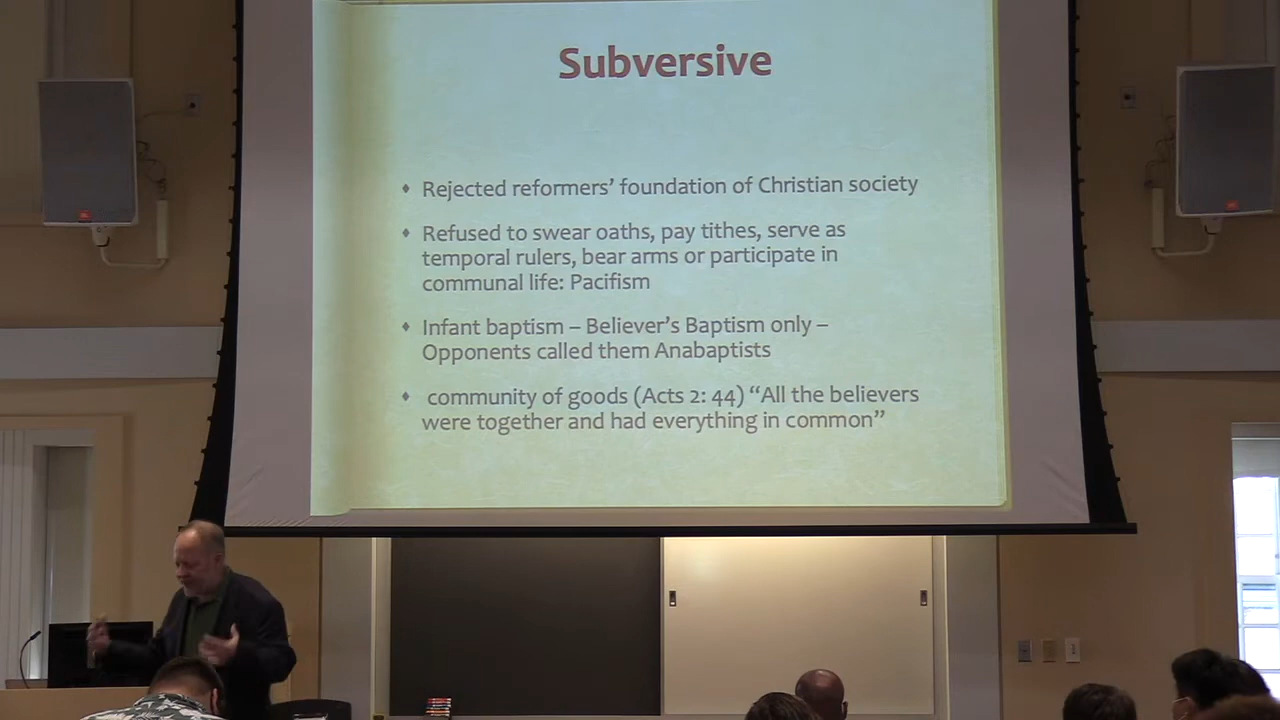 Subversive
♦ Rejected reformers’ foundation of Christian society
♦ Refused to swear oaths, pay tithes, serve as
temporal rulers, bear arms or participate in
communal life: Pacifism
♦ Infant baptism – Believer’s Baptism only –
Opponents called them Anabaptists
♦ community of goods (Acts 2: 44) “All the believers
were together and had everything in common”